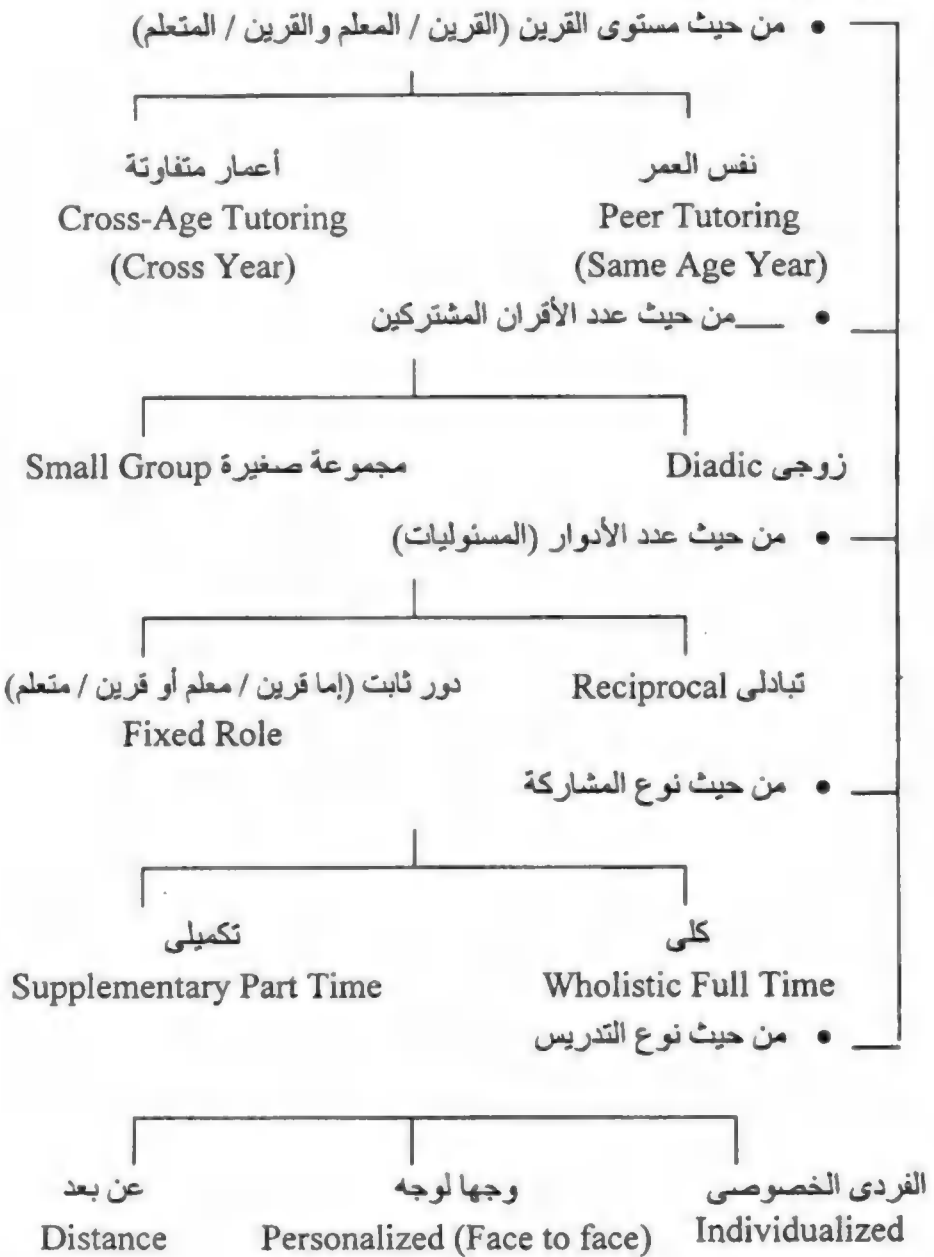 • من حيث مستوى القرين (القرين / المعلم والقرين / المتعلم)
نفس العمر
Peer Tutoring
(Same Age Year)
أعمار متفاوتة
Cross-Age Tutoring
(Cross Year)
• من حيث عدد الأقران المشتركين
زوجى Diadic
مجموعة صغيرة Small Group
• من حيث عدد الأدوار (المسئوليات)
تبادلى Reciprocal
دور ثابت (إما قرين / معلم أو قرين / متعلم)
Fixed Role
• من حيث نوع المشاركة
كلى
Wholistic Full Time
تكميلى
Supplementary Part Time
• من حيث نوع التدريس
الفردى الخصوصى
Individualized
وجها لوجه
Personalized (Face to face)
عن بعد
Distance